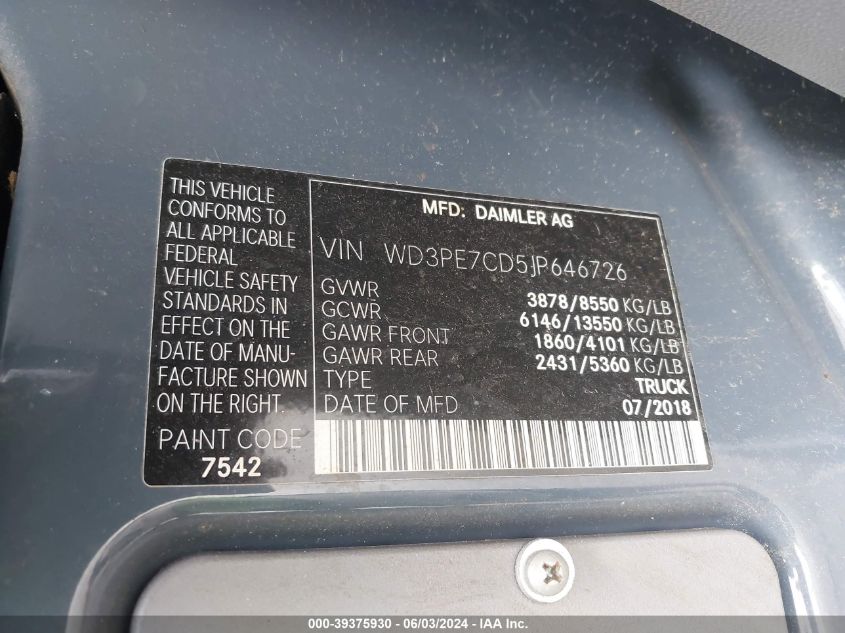 THIS VEHICLE
CONFORMS TO
ALL APPLICABLE
FEDERAL
VEHICLE SAFETY
STANDARDS IN
EFFECT ON THE
DATE OF MANU-
FACTURE SHOWN
ON THE RIGHT.
PAINT CODE
7542
MFD: DAIMLER AG
VIN WD3PE7CD5JP646726
GVWR 3878/8550 KG/LB
GCWR 6146/13550 KG/LB
GAWR FRONT 1860/4101 KG/LB
GAWR REAR 2431/5360 KG/LB
TYPE TRUCK
DATE OF MFD 07/2018
000-39375930 - 06/03/2024 - IAA Inc.